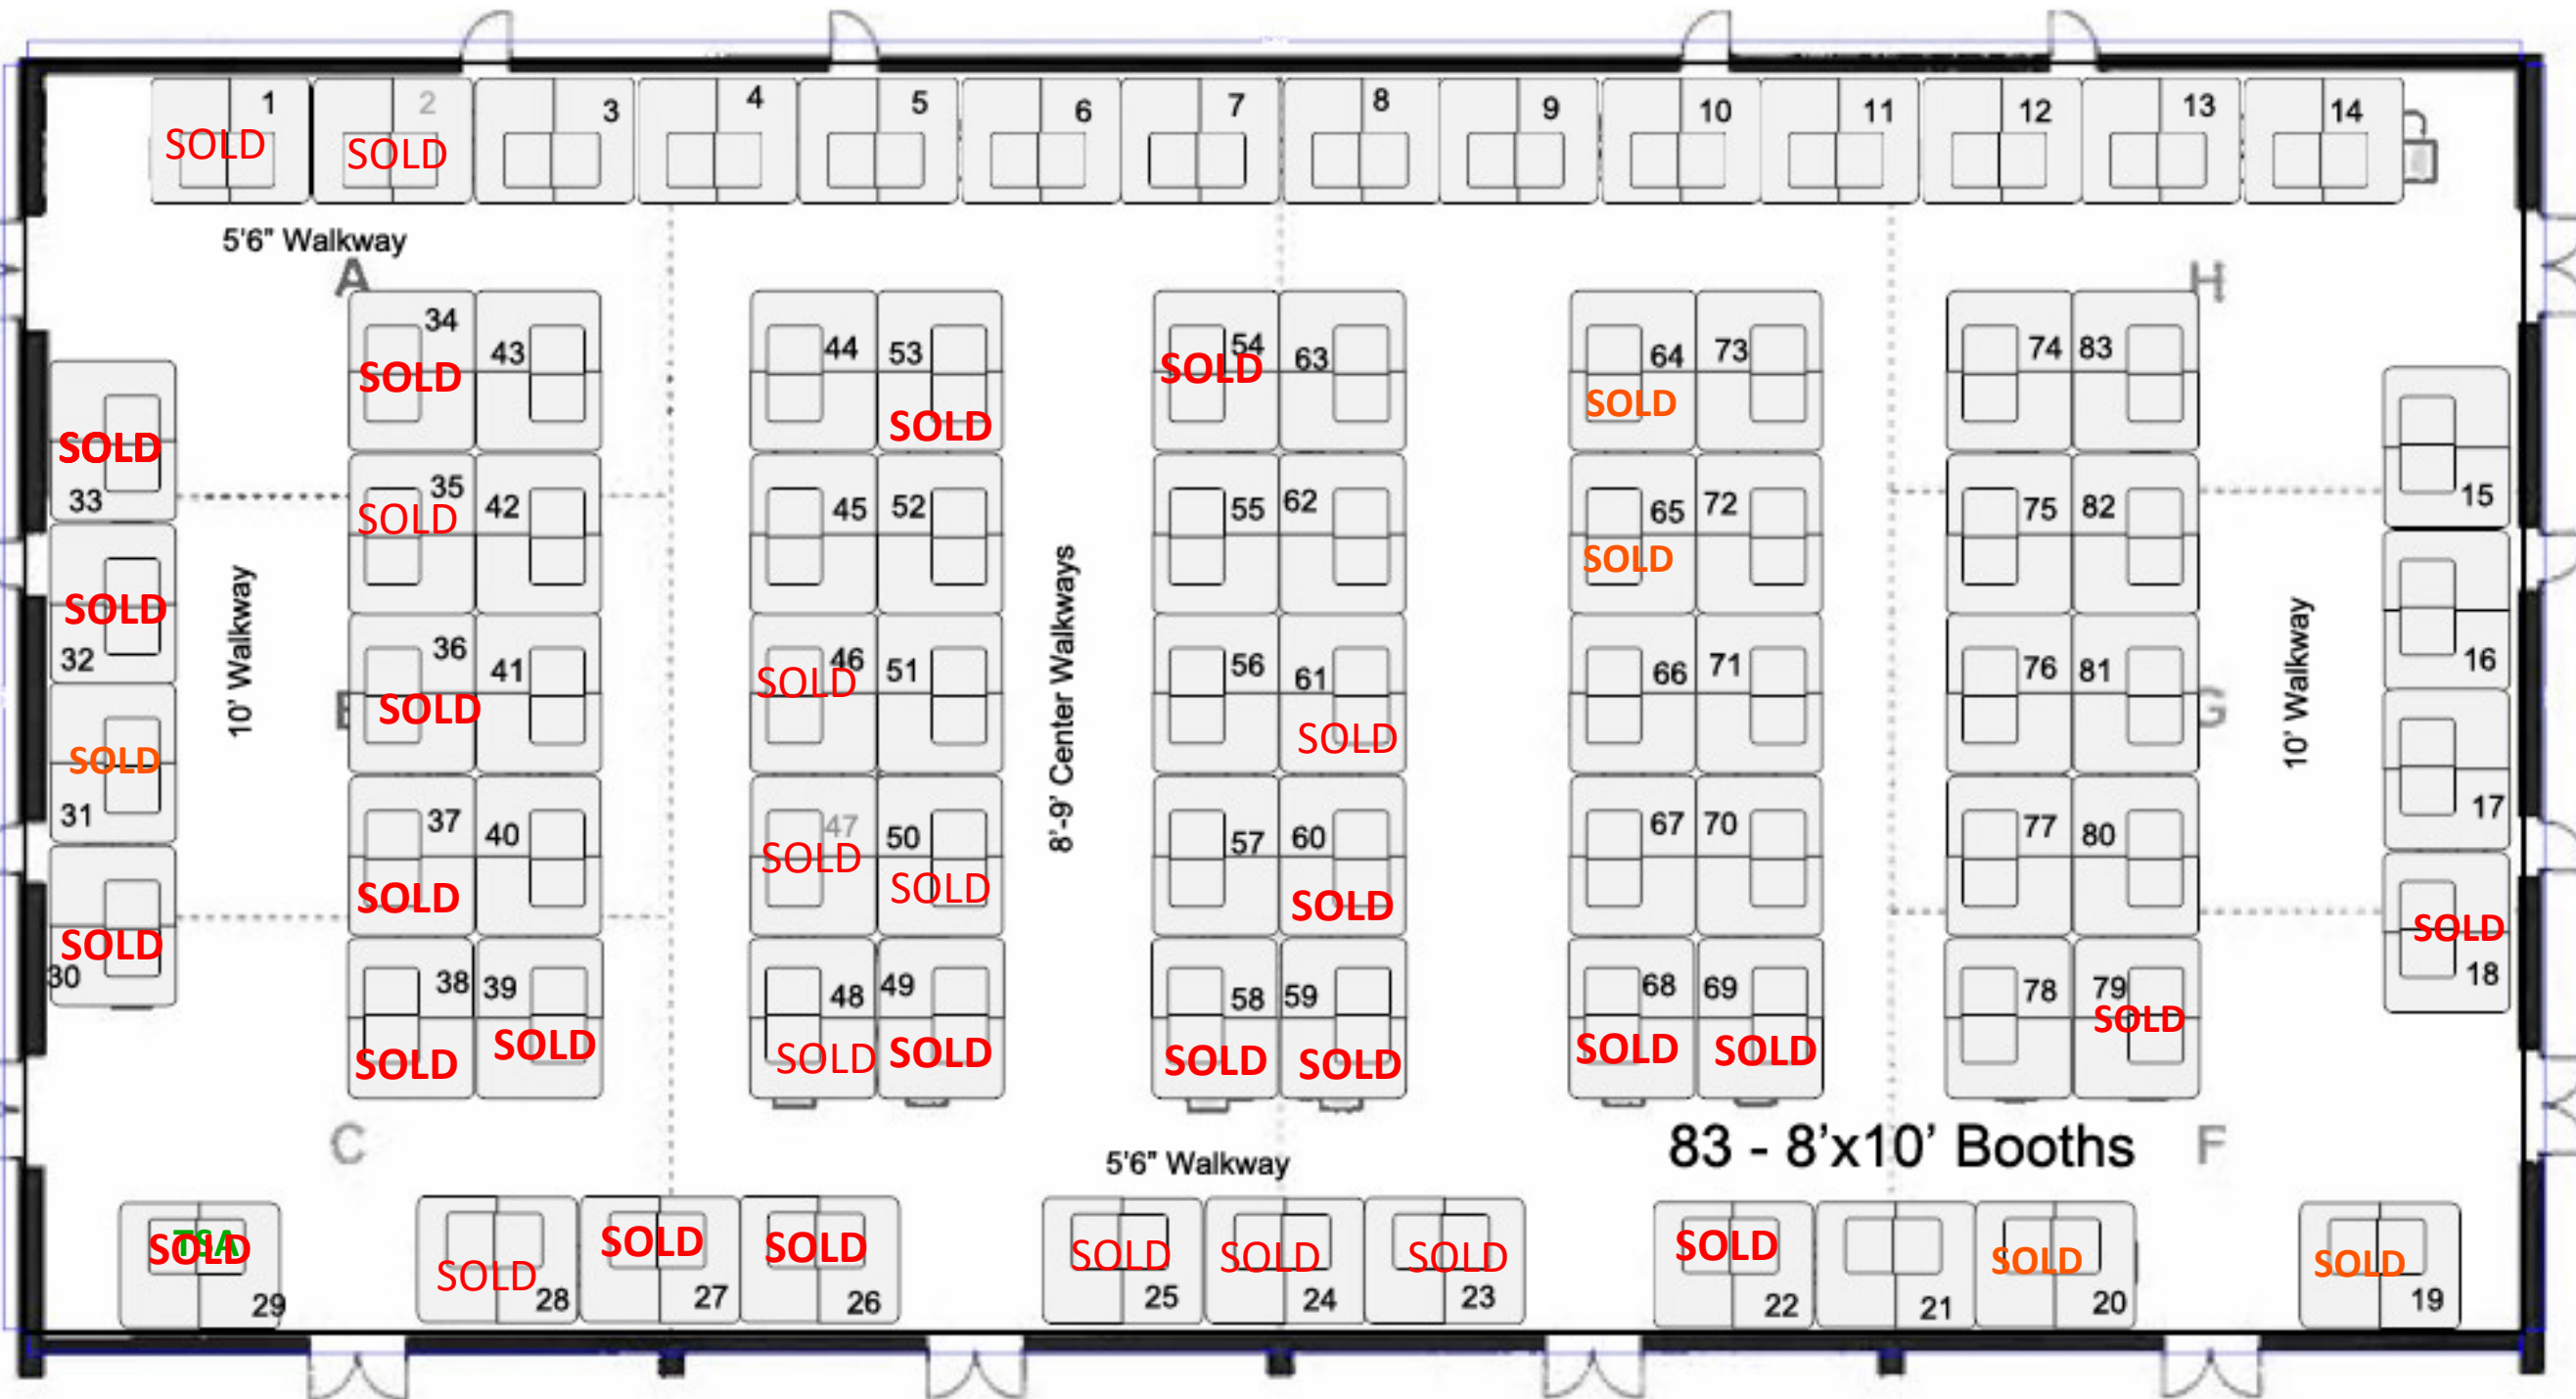 1 2 3 4 5 6 7 8 9 10 11 12 13 14
SOLD SOLD
5'6" Walkway
A H
34 43 44 53 54 63 64 73 74 83
SOLD SOLD SOLD SOLD
SOLD
33 15
35 42 45 52 55 62 65 72 75 82
SOLD SOLD
10' Walkway 8'-9' Center Walkways 10' Walkway
SOLD
32 16
36 41 46 51 56 61 66 71 76 81
SOLD SOLD SOLD
G
SOLD
31 17
37 40 47 50 57 60 67 70 77 80
SOLD SOLD SOLD SOLD
SOLD SOLD
30 18
38 39 48 49 58 59 68 69 78 79
SOLD SOLD SOLD SOLD SOLD SOLD SOLD SOLD SOLD
C 83 - 8'x10' Booths F
5'6" Walkway
TSA
SOLD SOLD SOLD SOLD SOLD SOLD SOLD SOLD SOLD SOLD
29 28 27 26 25 24 23 22 21 20 19